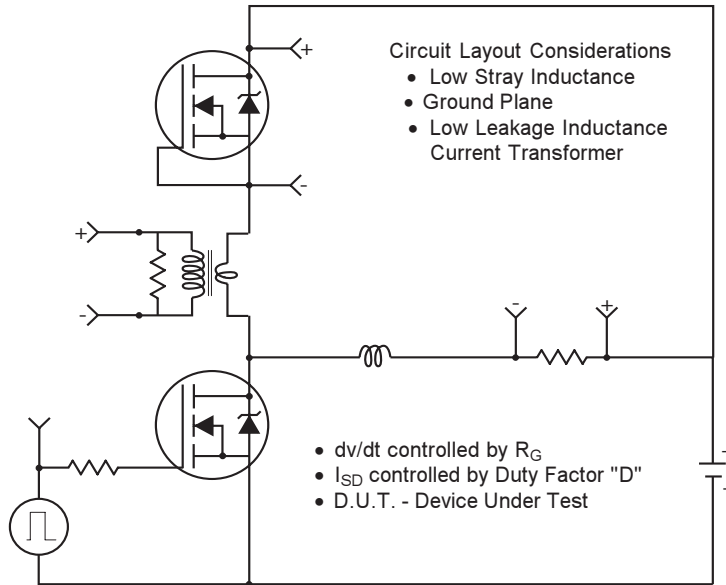 +
Circuit Layout Considerations
• Low Stray Inductance
• Ground Plane
• Low Leakage Inductance
Current Transformer
-
+
-
- +
• dv/dt controlled by RG
• ISD controlled by Duty Factor "D"
• D.U.T. - Device Under Test